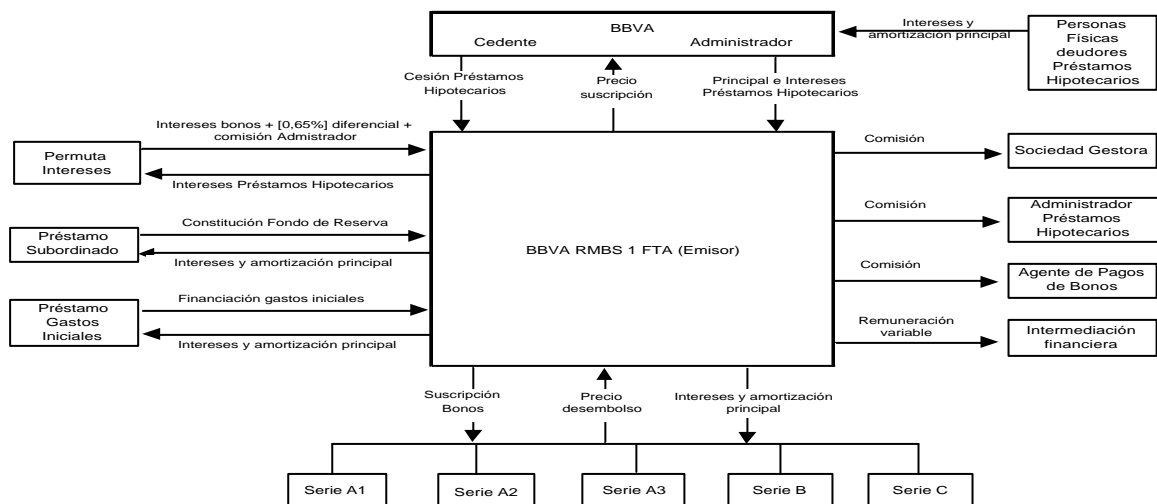 BBVA
Cedente
Administrador
Intereses y
amortización principal
Personas
Físicas
deudores
Préstamos
Hipotecarios
Cesión Préstamos
Hipotecarios
Precio
suscripción
Principal e Intereses
Préstamos Hipotecarios
Intereses bonos + [0,65%] diferencial +
comisión Admistrador
Permuta
Intereses
Intereses Préstamos Hipotecarios
Constitución Fondo de Reserva
Préstamo
Subordinado
Intereses y amortización principal
Financiación gastos iniciales
Préstamo
Gastos
Iniciales
Intereses y amortización principal
BBVA RMBS 1 FTA (Emisor)
Comisión
Sociedad Gestora
Comisión
Administrador
Préstamos
Hipotecarios
Comisión
Agente de Pagos
de Bonos
Remuneración
variable
Intermediación
financiera
Suscripción
Bonos
Precio
desembolso
Intereses y amortización
principal
Serie A1
Serie A2
Serie A3
Serie B
Serie C